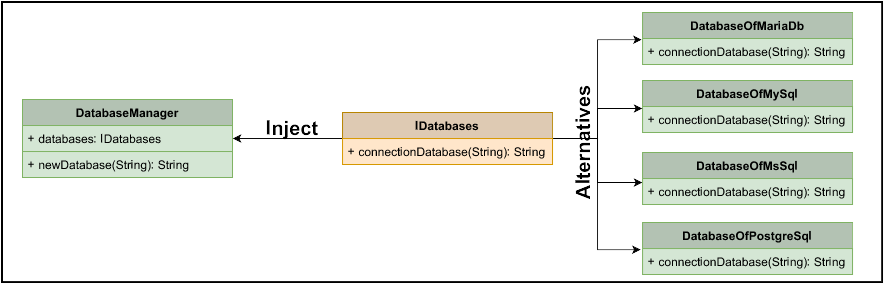 DatabaseManager
+ databases: IDatabases
+ newDatabase(String): String
Inject
IDatabases
+ connectionDatabase(String): String
Alternatives
DatabaseOfMariaDb
+ connectionDatabase(String): String
DatabaseOfMySql
+ connectionDatabase(String): String
DatabaseOfMsSql
+ connectionDatabase(String): String
DatabaseOfPostgreSql
+ connectionDatabase(String): String